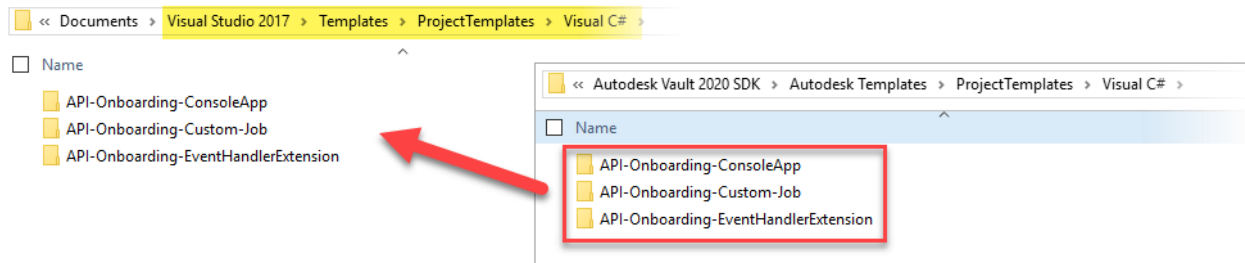 « Documents > Visual Studio 2017 > Templates > ProjectTemplates > Visual C# >
Name
API-Onboarding-ConsoleApp
API-Onboarding-Custom-Job
API-Onboarding-EventHandlerExtension
« Autodesk Vault 2020 SDK > Autodesk Templates > ProjectTemplates > Visual C# >
Name
API-Onboarding-ConsoleApp
API-Onboarding-Custom-Job
API-Onboarding-EventHandlerExtension